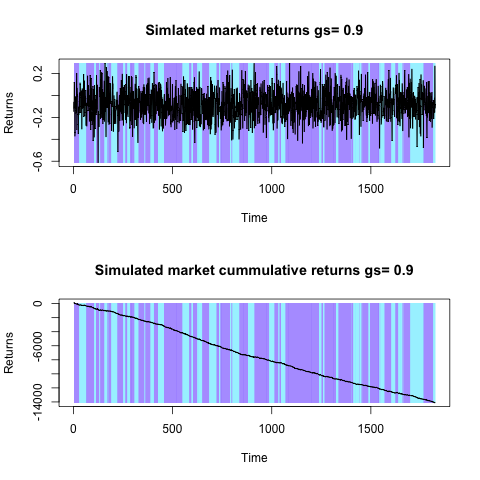 Simlated market returns gs= 0.9
0.2
-0.2
-0.6
Returns
0
500
1000
1500
Time
Simulated market cummulative returns gs= 0.9
0
-6000
-14000
Returns
0
500
1000
1500
Time